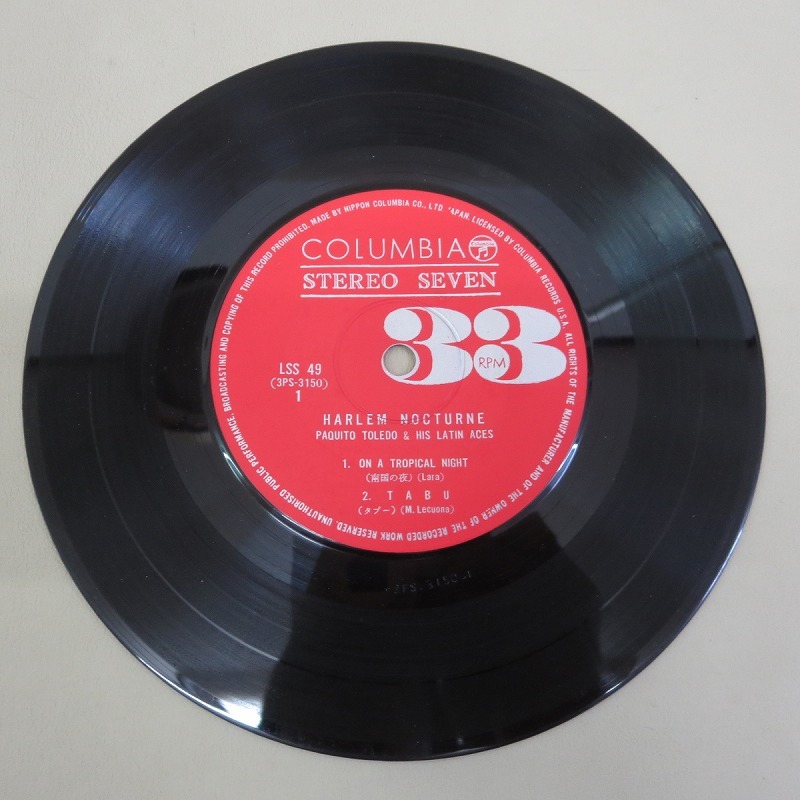 COLUMBIA
STEREO SEVEN
33
RPM
LSS 49
(3PS-3150)
1
HARLEM NOCTURNE
PAQUITO TOLEDO & HIS LATIN ACES
1. ON A TROPICAL NIGHT
(南国の夜) (Lara)
2. TABU
(タブー) (M. Lecuona)
MADE BY NIPPON COLUMBIA CO., LTD. JAPAN. LICENSED BY COLUMBIA RECORDS U.S.A. ALL RIGHTS OF THE MANUFACTURER AND OF THE OWNER OF THE RECORDED WORK RESERVED. UNAUTHORISED PUBLIC PERFORMANCE, BROADCASTING AND COPYING OF THIS RECORD PROHIBITED.